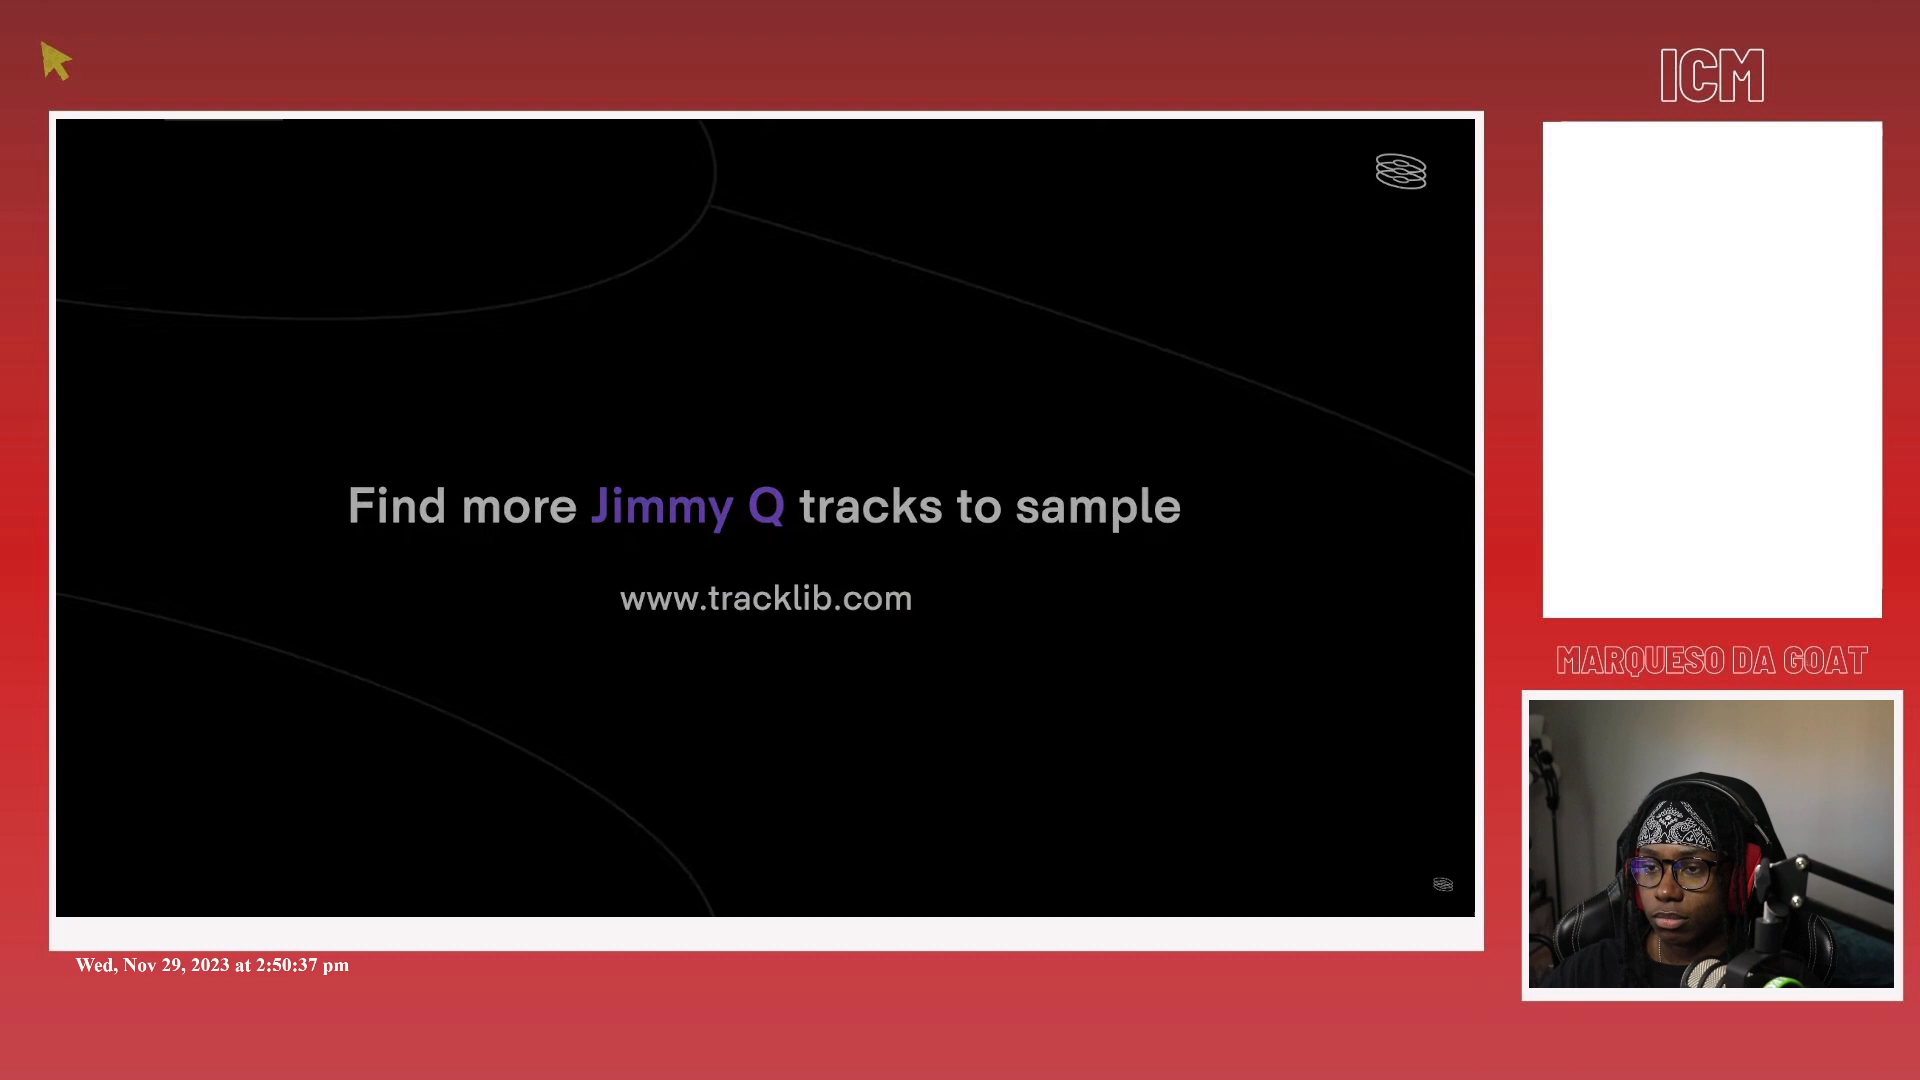 ICM
Find more Jimmy Q tracks to sample
www.tracklib.com
MARQUESO DA GOAT
Wed, Nov 29, 2023 at 2:50:37 pm